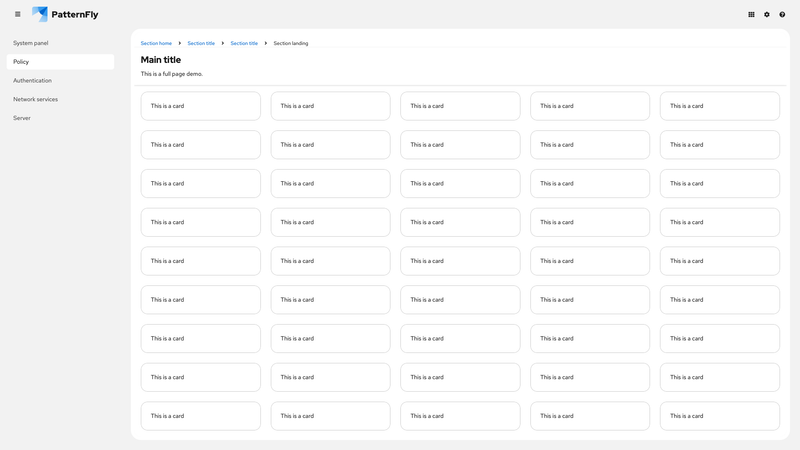 PatternFly
System panel
Policy
Authentication
Network services
Server
Section home Section title Section title Section landing
Main title
This is a full page demo.
This is a card This is a card This is a card This is a card This is a card
This is a card This is a card This is a card This is a card This is a card
This is a card This is a card This is a card This is a card This is a card
This is a card This is a card This is a card This is a card This is a card
This is a card This is a card This is a card This is a card This is a card
This is a card This is a card This is a card This is a card This is a card
This is a card This is a card This is a card This is a card This is a card
This is a card This is a card This is a card This is a card This is a card
This is a card This is a card This is a card This is a card This is a card